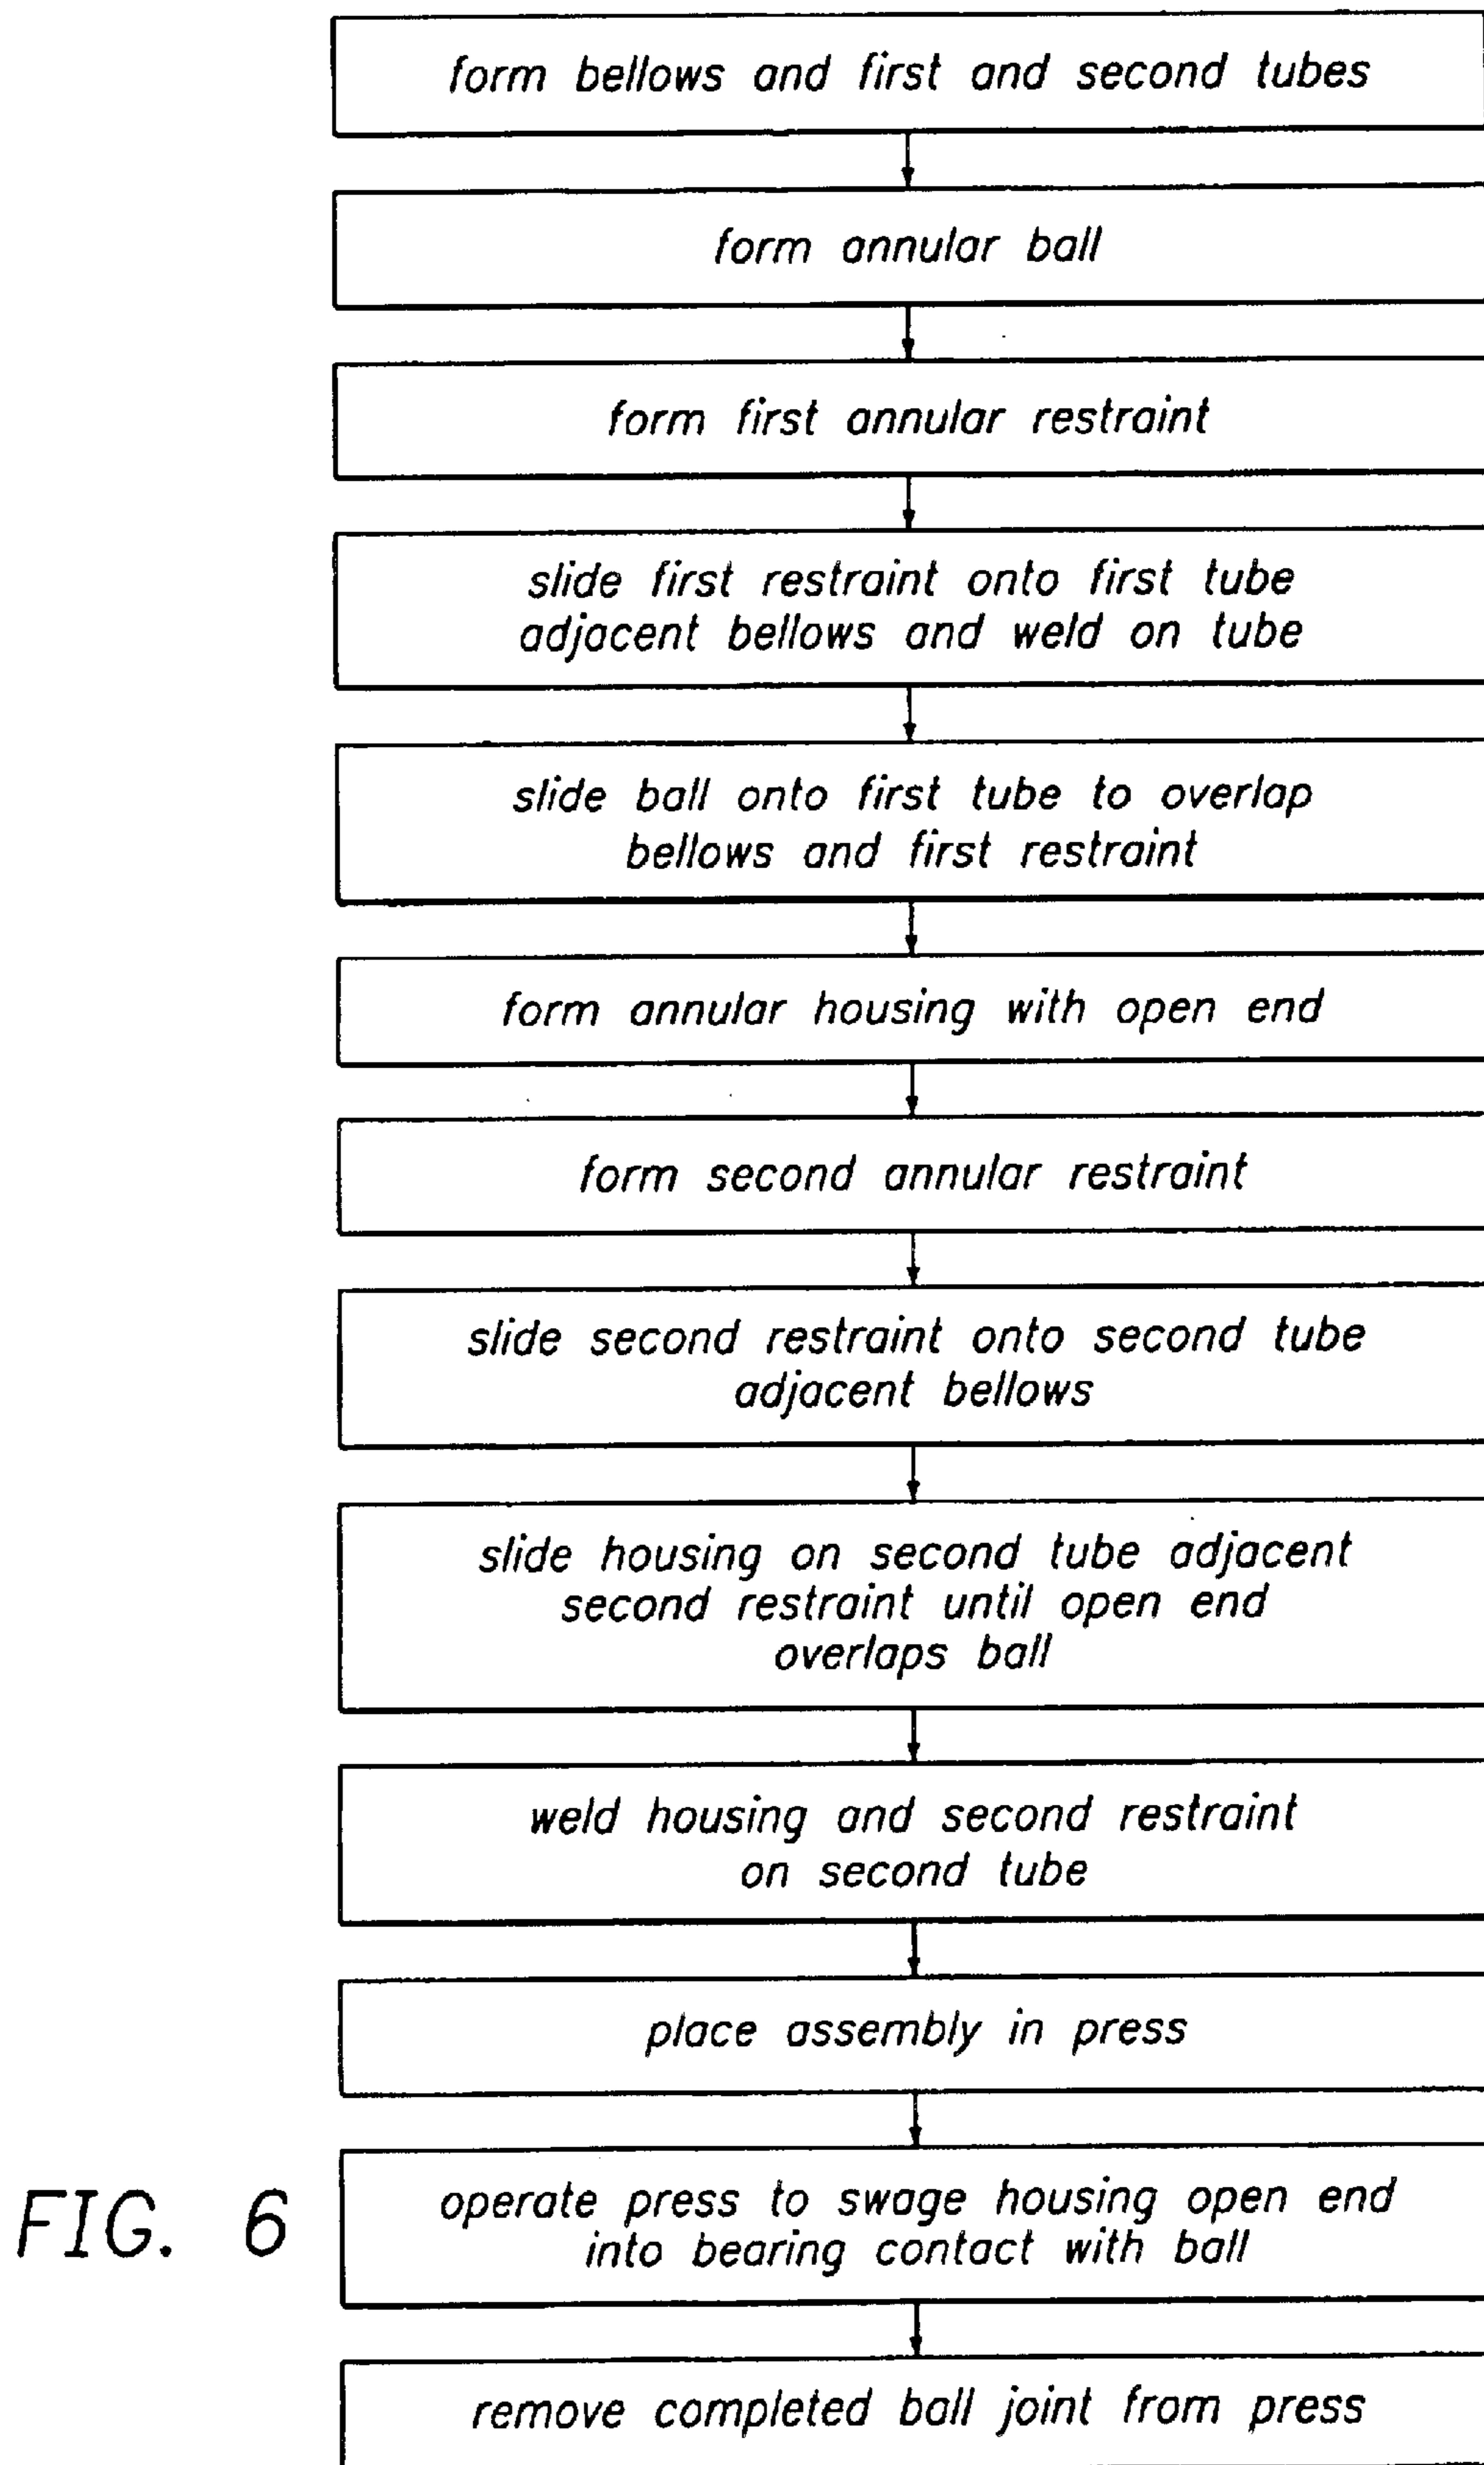 form bellows and first and second tubes
form annular ball
form first annular restraint
slide first restraint onto first tube
adjacent bellows and weld on tube
slide ball onto first tube to overlap
bellows and first restraint
form annular housing with open end
form second annular restraint
slide second restraint onto second tube
adjacent bellows
slide housing on second tube adjacent
second restraint until open end
overlaps ball
weld housing and second restraint
on second tube
place assembly in press
operate press to swage housing open end
into bearing contact with ball
remove completed ball joint from press
FIG. 6